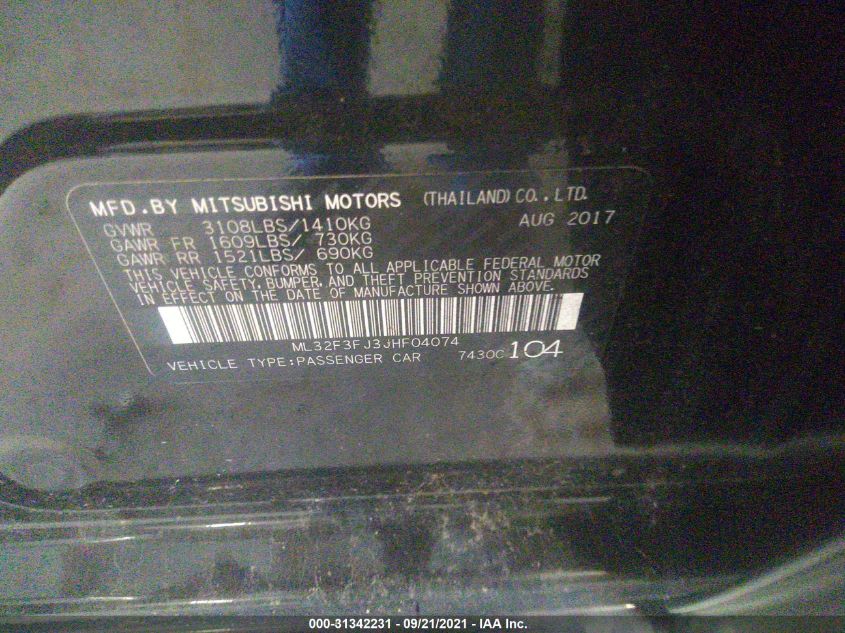 MFD.BY MITSUBISHI MOTORS (THAILAND) CO., LTD.
GVWR 3108LBS/1410KG AUG 2017
GAWR FR 1609LBS/ 730KG
GAWR RR 1521LBS/ 690KG
THIS VEHICLE CONFORMS TO ALL APPLICABLE FEDERAL MOTOR
VEHICLE SAFETY, BUMPER, AND THEFT PREVENTION STANDARDS
IN EFFECT ON THE DATE OF MANUFACTURE SHOWN ABOVE.
ML32F3FJ3JHF04074
VEHICLE TYPE:PASSENGER CAR 7430C104
000-31342231 - 09/21/2021 - IAA Inc.